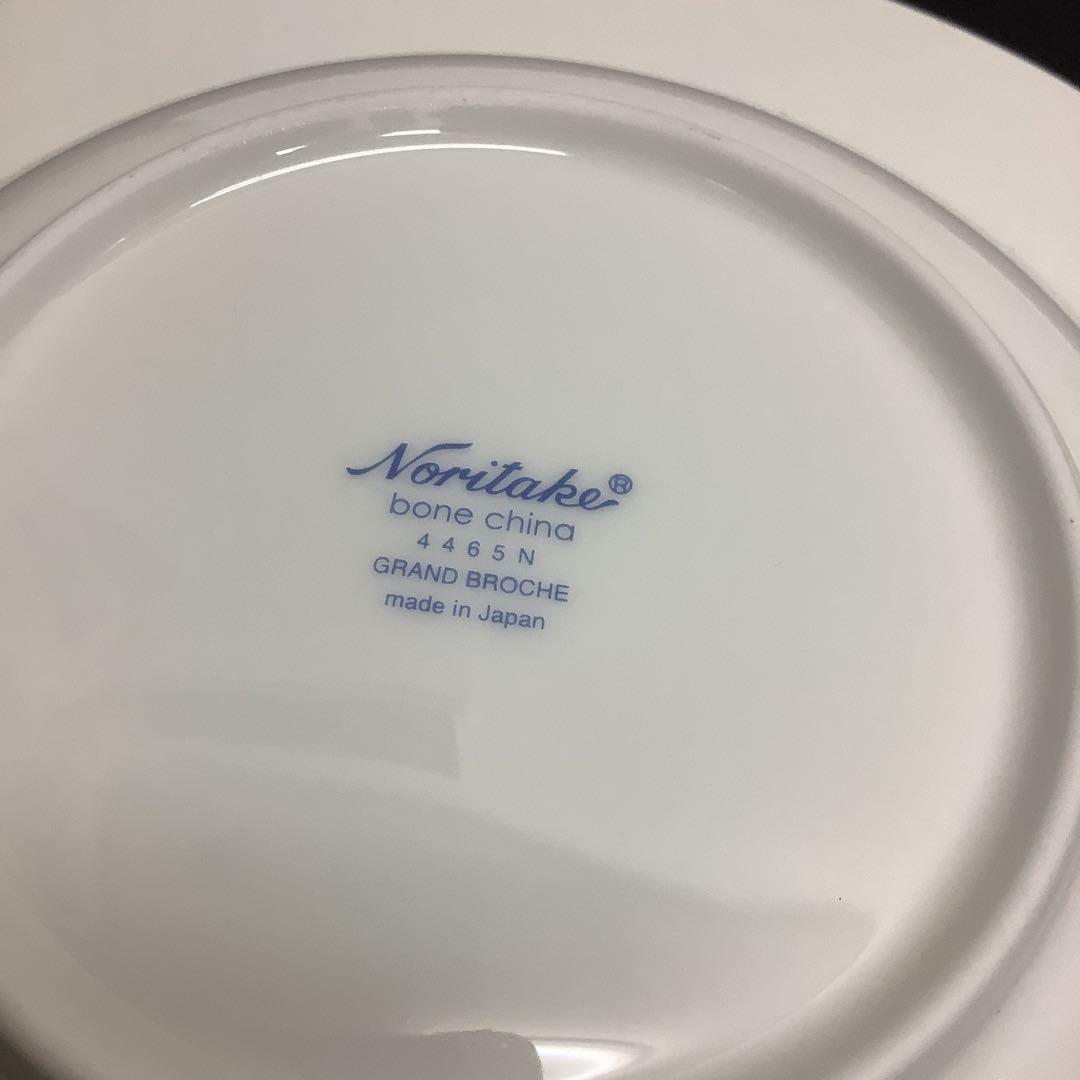 Noritake®
bone china
4465N
GRAND BROCHE
made in Japan